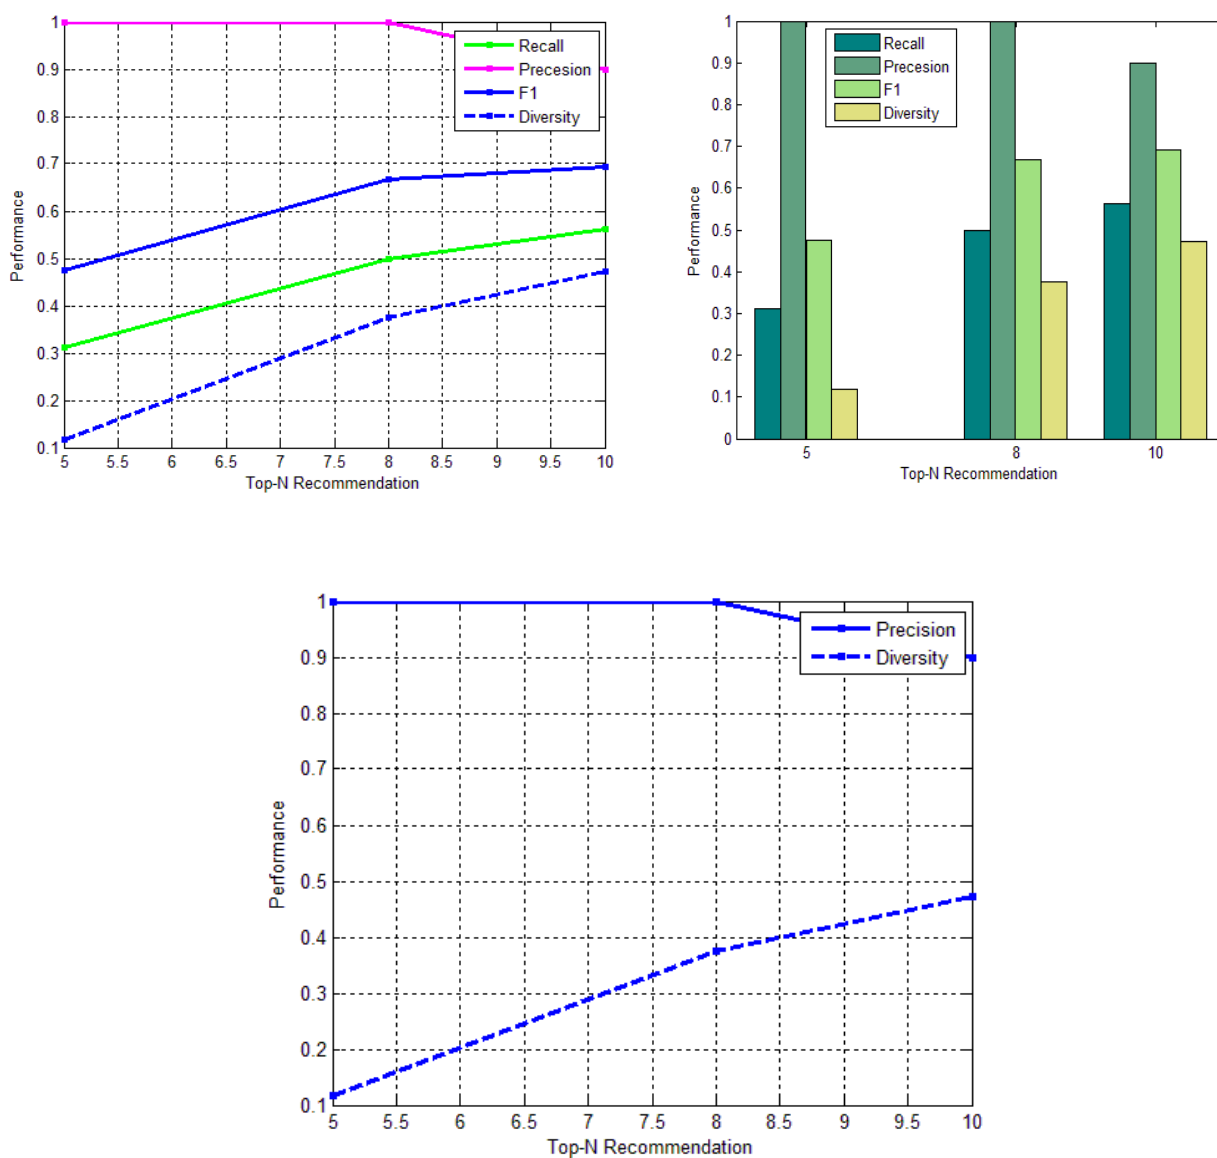 1
0.9
0.8
0.7
0.6
0.5
0.4
0.3
0.2
0.1
Performance
5 5.5 6 6.5 7 7.5 8 8.5 9 9.5 10
Top-N Recommendation
Recall
Precesion
F1
Diversity
1
0.9
0.8
0.7
0.6
0.5
0.4
0.3
0.2
0.1
0
Performance
5 8 10
Top-N Recommendation
Recall
Precesion
F1
Diversity
1
0.9
0.8
0.7
0.6
0.5
0.4
0.3
0.2
0.1
Performance
5 5.5 6 6.5 7 7.5 8 8.5 9 9.5 10
Top-N Recommendation
Precision
Diversity